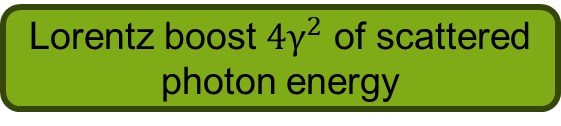 Lorentz boost 4γ² of scattered
photon energy